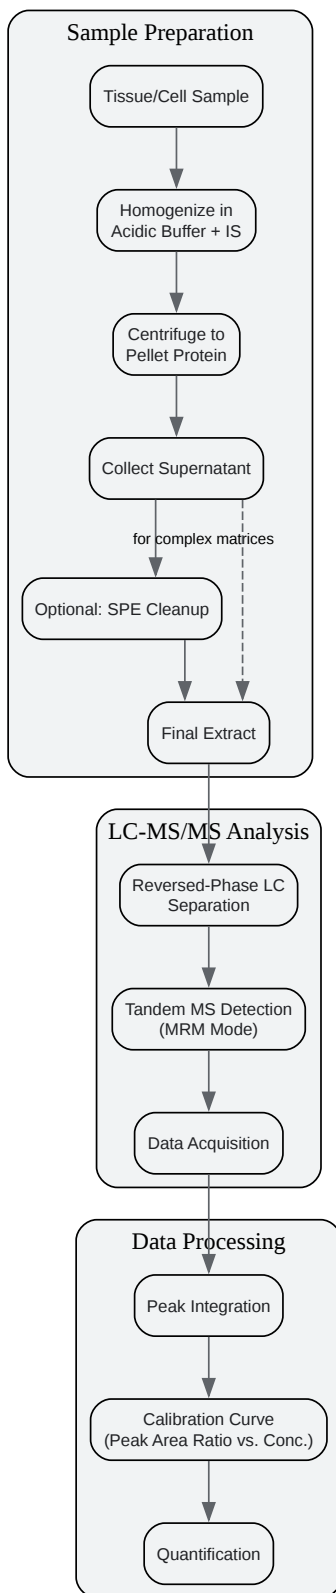 Sample Preparation
Tissue/Cell Sample
Homogenize in
Acidic Buffer + IS
Centrifuge to
Pellet Protein
Collect Supernatant
for complex matrices
Optional: SPE Cleanup
Final Extract
LC-MS/MS Analysis
Reversed-Phase LC
Separation
Tandem MS Detection
(MRM Mode)
Data Acquisition
Data Processing
Peak Integration
Calibration Curve
(Peak Area Ratio vs. Conc.)
Quantification